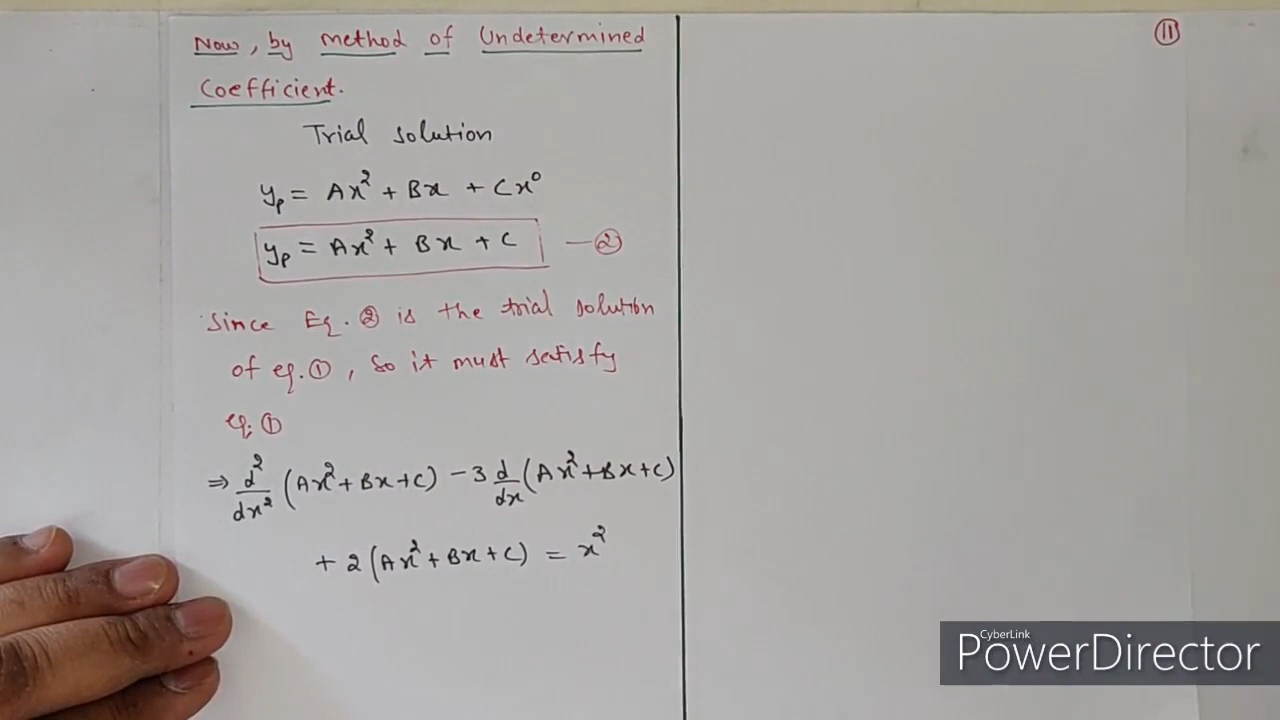 Now, by method of Undetermined
Coefficient.
Trial solution
yₚ = Ax² + Bx + Cx⁰
yₚ = Ax² + Bx + C —②
Since Eq. ② is the trial solution
of eq. ①, so it must satisfy
eq. ①
⇒ d²/dx² (Ax² + Bx + C) - 3 d/dx (Ax² + Bx + C)
+ 2 (Ax² + Bx + C) = x²
⑪
CyberLink
PowerDirector